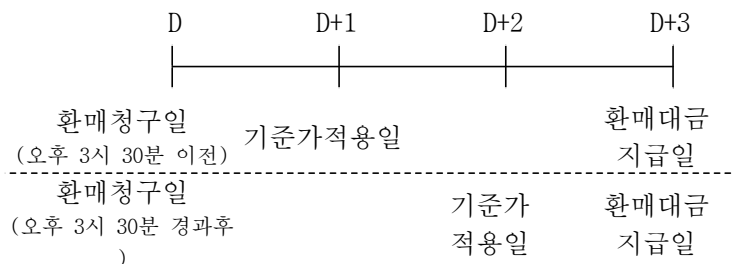 D D+1 D+2 D+3
환매청구일
(오후 3시 30분 이전)
기준가적용일
환매대금
지급일
환매청구일
(오후 3시 30분 경과후
)
기준가
적용일
환매대금
지급일